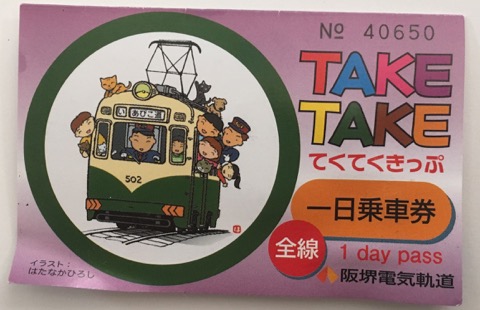 № 40650
TAKE
TAKE
てくてくきっぷ
あびこ道
502
一日乗車券
全線
1 day pass
阪堺電気軌道
イラスト:
はたなかひろし